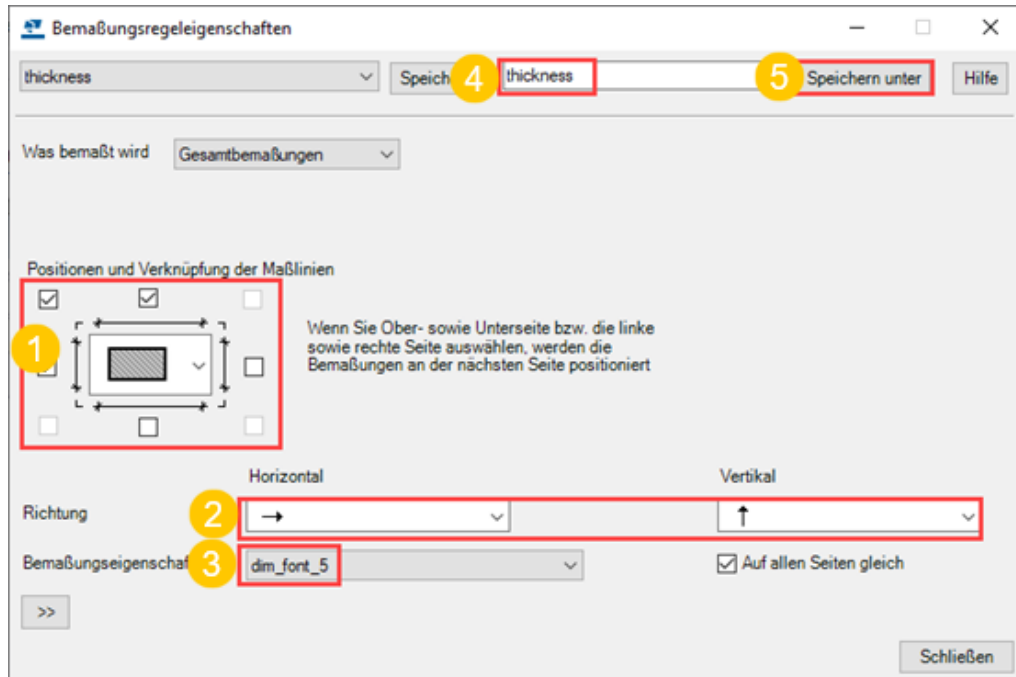 Bemaßungsregeleigenschaften
thickness
Speich
4
thickness
5
Speichern unter
Hilfe
Was bemaßt wird
Gesamtbemaßungen
Positionen und Verknüpfung der Maßlinien
1
Wenn Sie Ober- sowie Unterseite bzw. die linke
sowie rechte Seite auswählen, werden die
Bemaßungen an der nächsten Seite positioniert
Horizontal
Vertikal
Richtung
2
Bemaßungseigenschaf
3
dim_font_5
Auf allen Seiten gleich
>>
Schließen